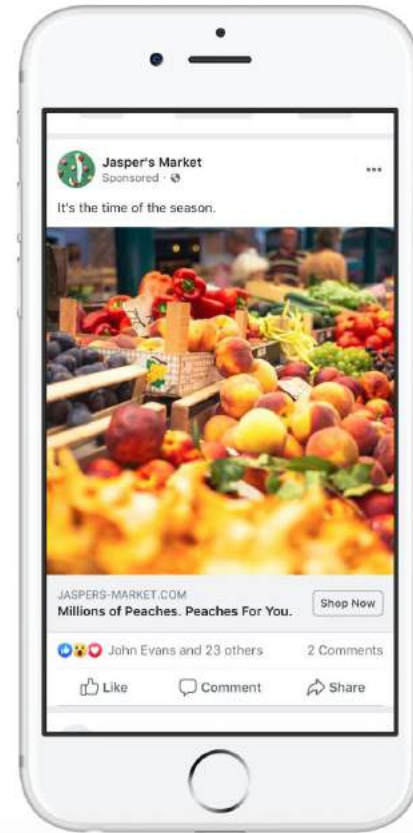 Jasper's Market
Sponsored ·
It's the time of the season.
JASPERS-MARKET.COM
Millions of Peaches. Peaches For You.
Shop Now
John Evans and 23 others
2 Comments
Like
Comment
Share